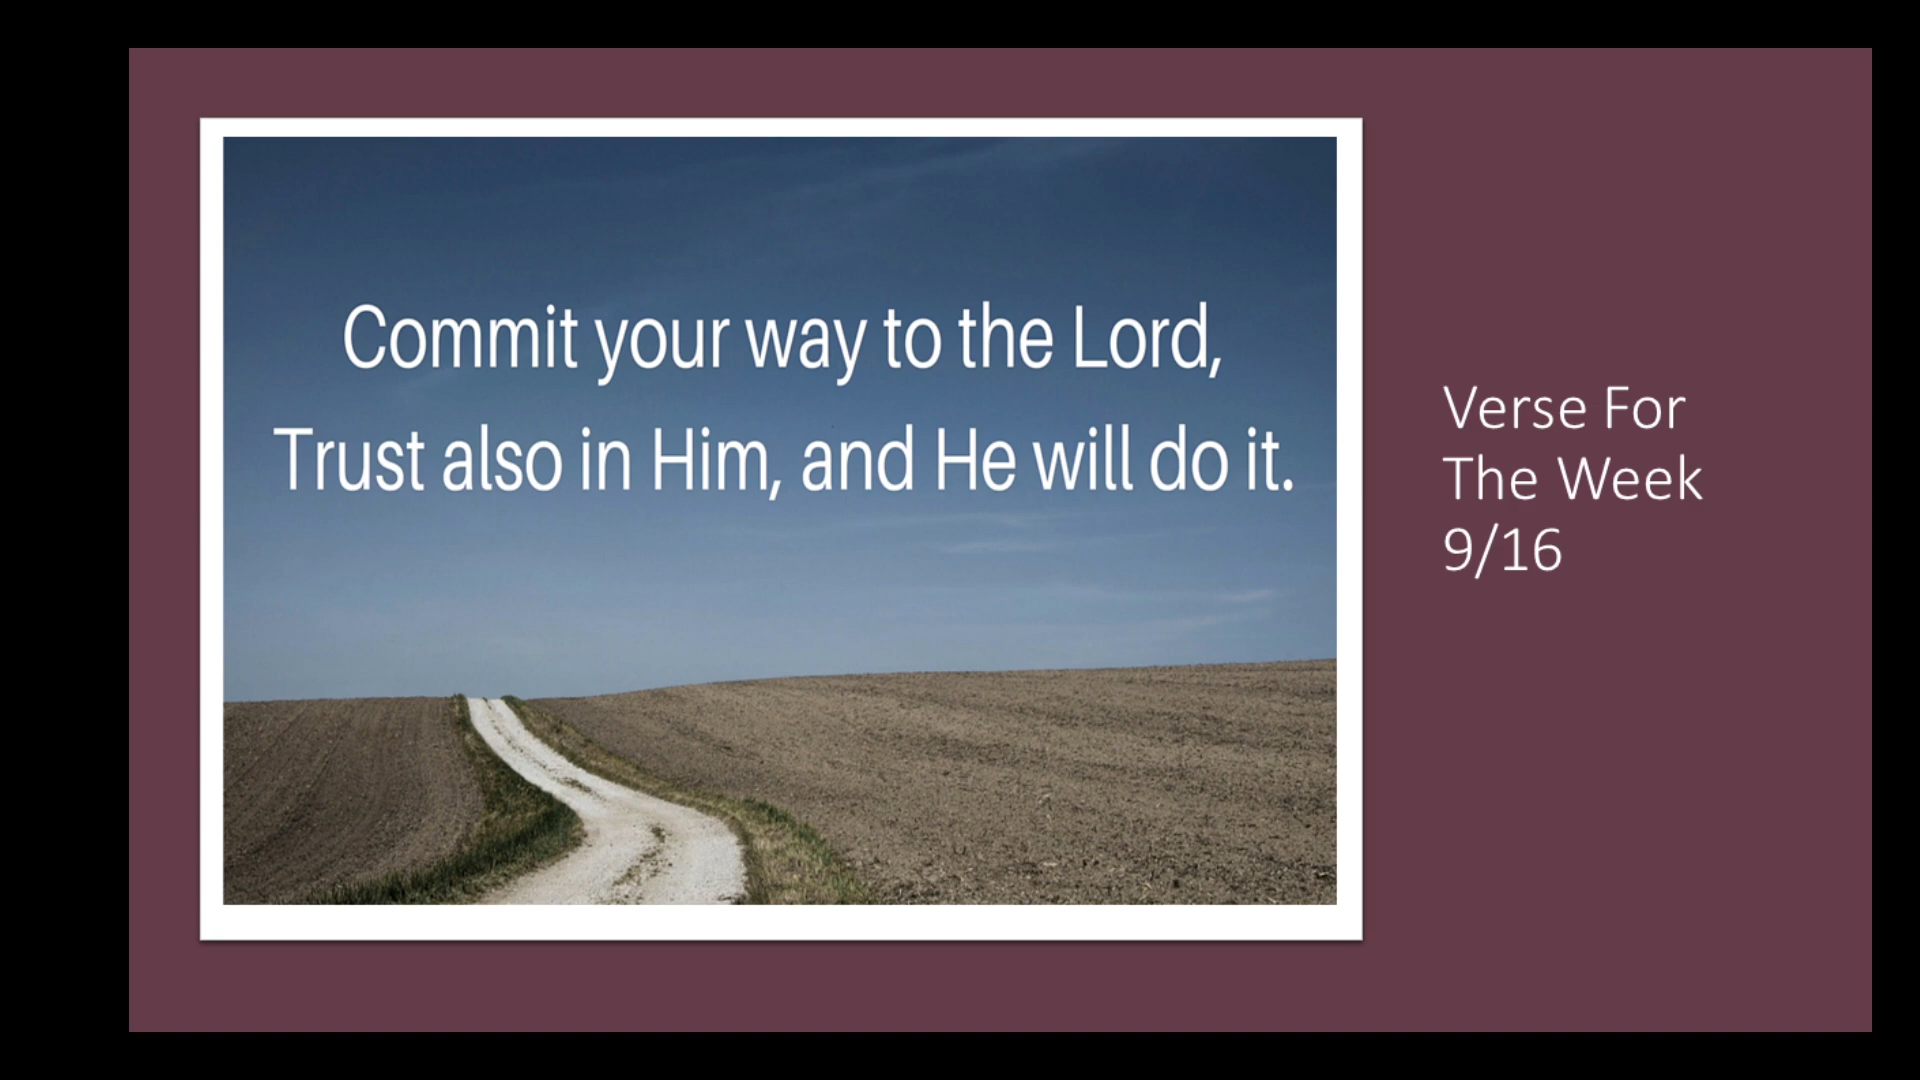 Commit your way to the Lord,
Trust also in Him, and He will do it.
Verse For
The Week
9/16